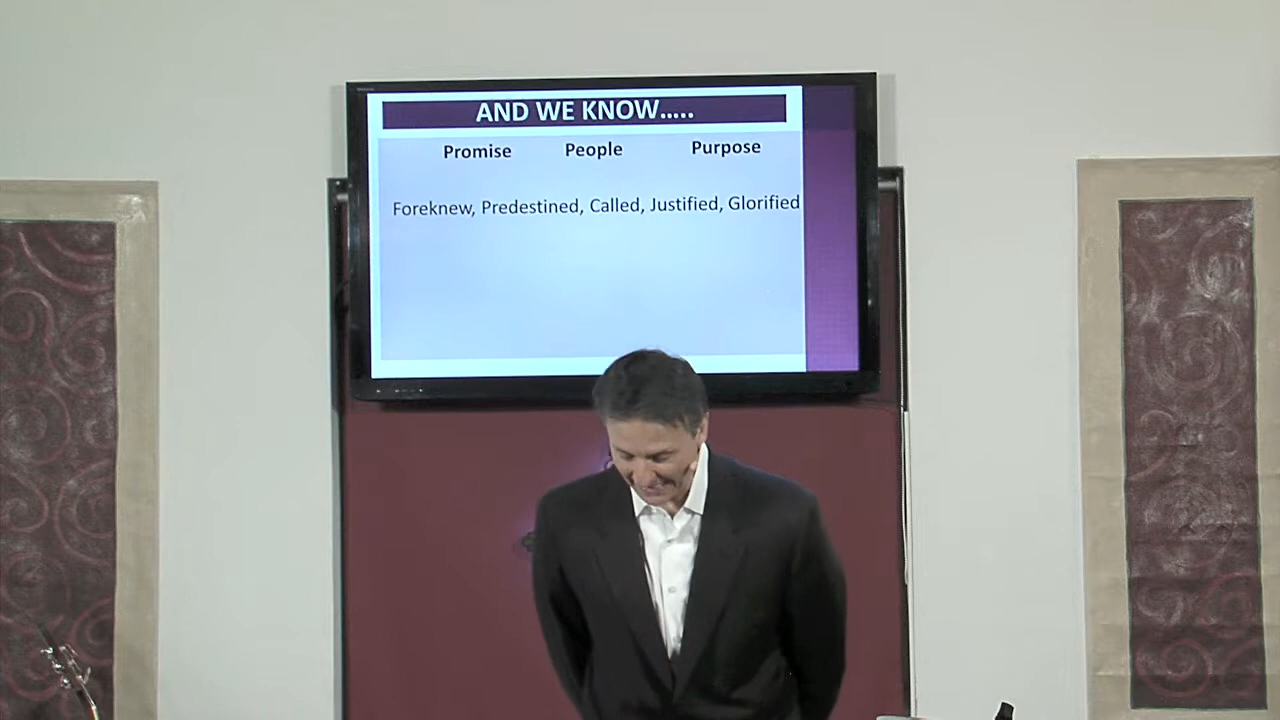 AND WE KNOW.....
Promise People Purpose
Foreknew, Predestined, Called, Justified, Glorified